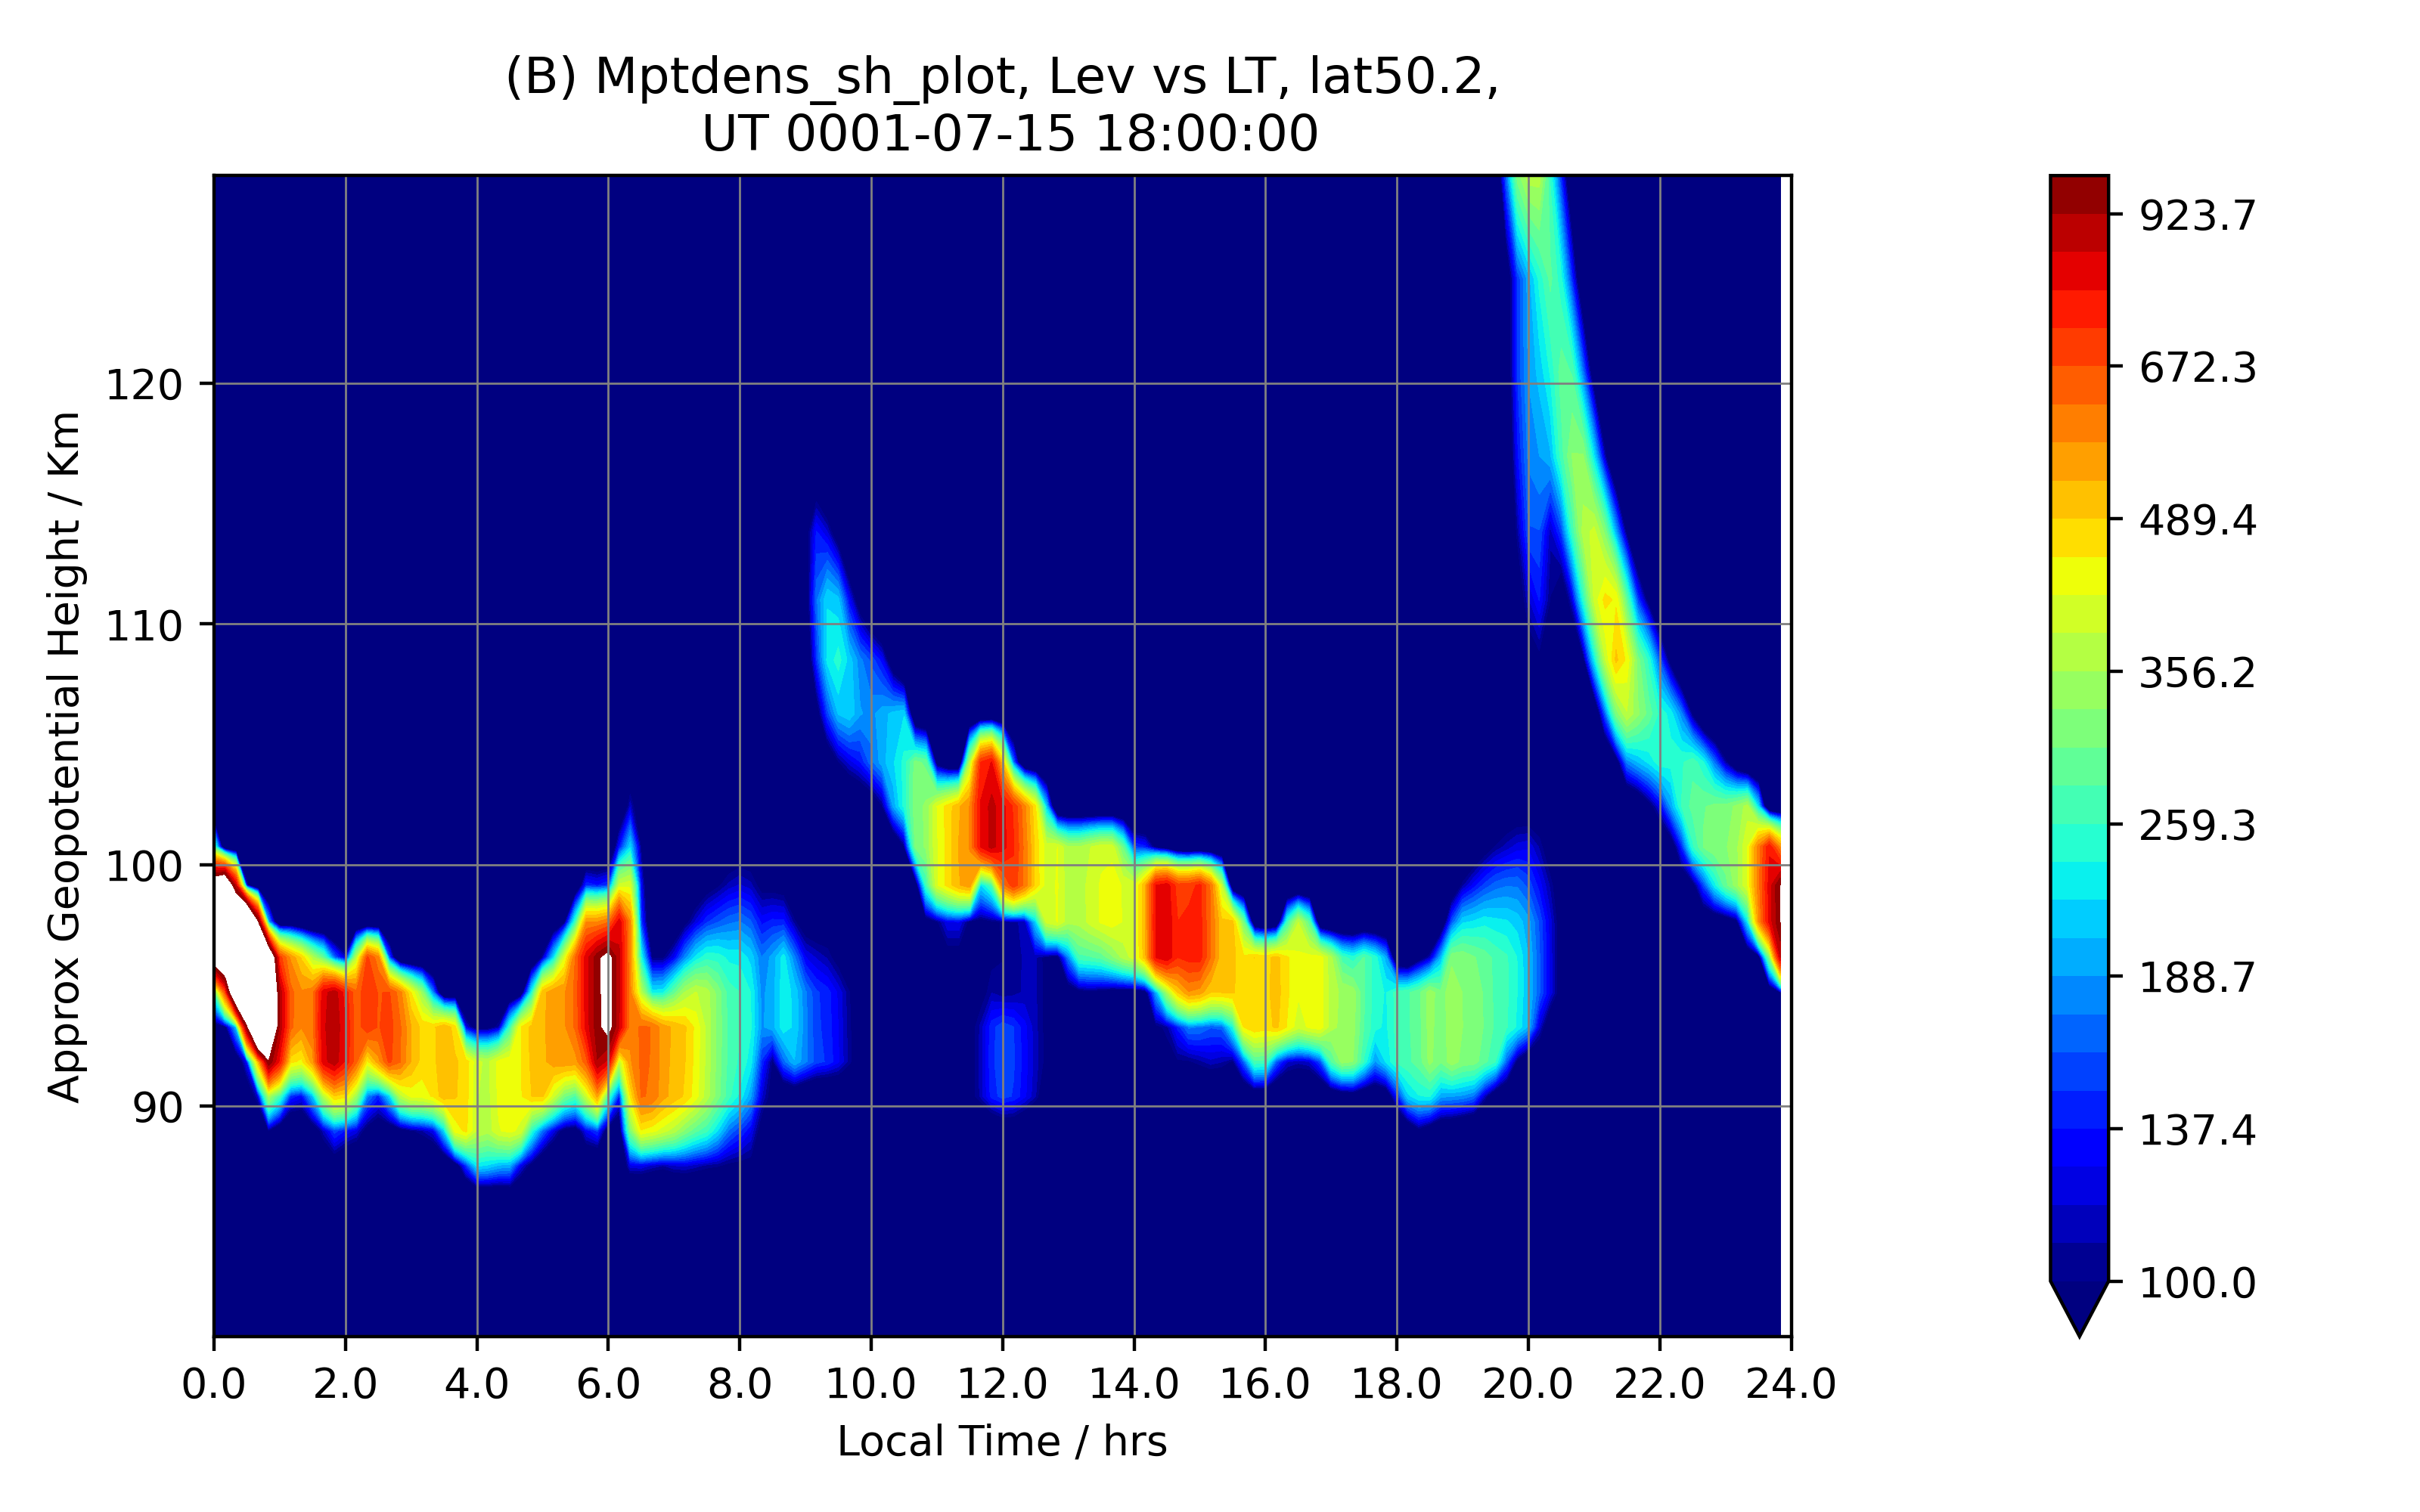 (B) Mptdens_sh_plot, Lev vs LT, lat50.2,
UT 0001-07-15 18:00:00
Approx Geopotential Height / Km
120
110
100
90
0.0 2.0 4.0 6.0 8.0 10.0 12.0 14.0 16.0 18.0 20.0 22.0 24.0
Local Time / hrs
923.7
672.3
489.4
356.2
259.3
188.7
137.4
100.0